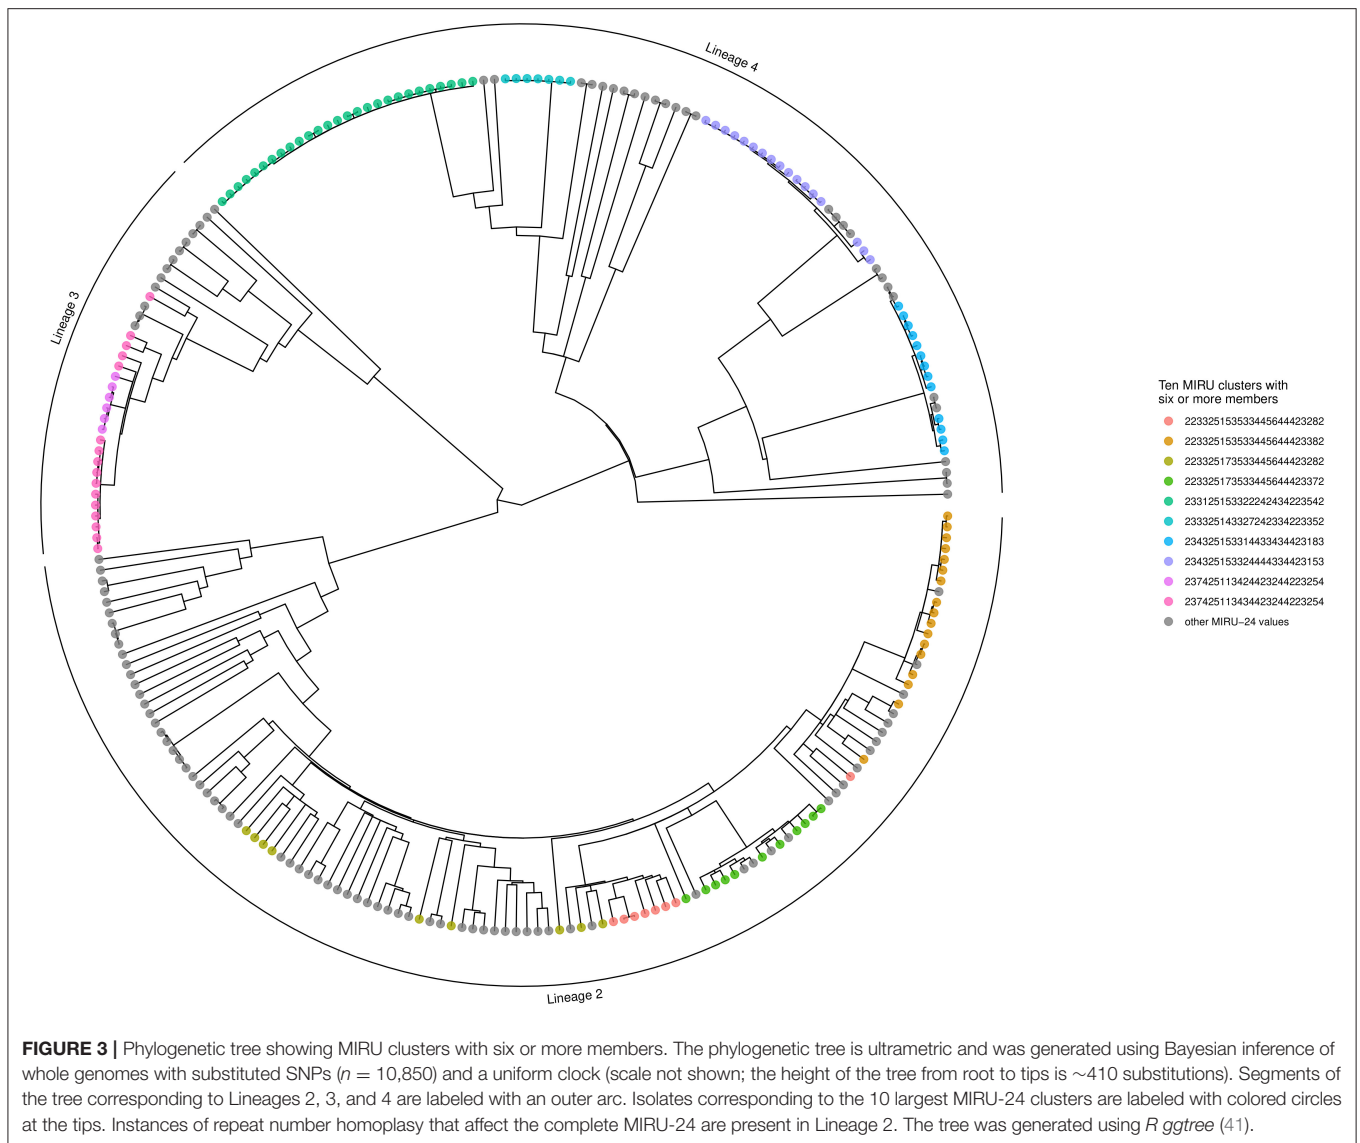 Lineage 4
Lineage 3
Lineage 2
Ten MIRU clusters with
six or more members
223325153533445644423282
223325153533445644423382
223325173533445644423282
223325173533445644423372
233125153322242434223542
233325143327242334223352
234325153314433434423183
234325153324444334423153
237425113424423244223254
237425113434423244223254
other MIRU−24 values
FIGURE 3 | Phylogenetic tree showing MIRU clusters with six or more members. The phylogenetic tree is ultrametric and was generated using Bayesian inference of
whole genomes with substituted SNPs (n = 10,850) and a uniform clock (scale not shown; the height of the tree from root to tips is ∼410 substitutions). Segments of
the tree corresponding to Lineages 2, 3, and 4 are labeled with an outer arc. Isolates corresponding to the 10 largest MIRU-24 clusters are labeled with colored circles
at the tips. Instances of repeat number homoplasy that affect the complete MIRU-24 are present in Lineage 2. The tree was generated using R ggtree (41).